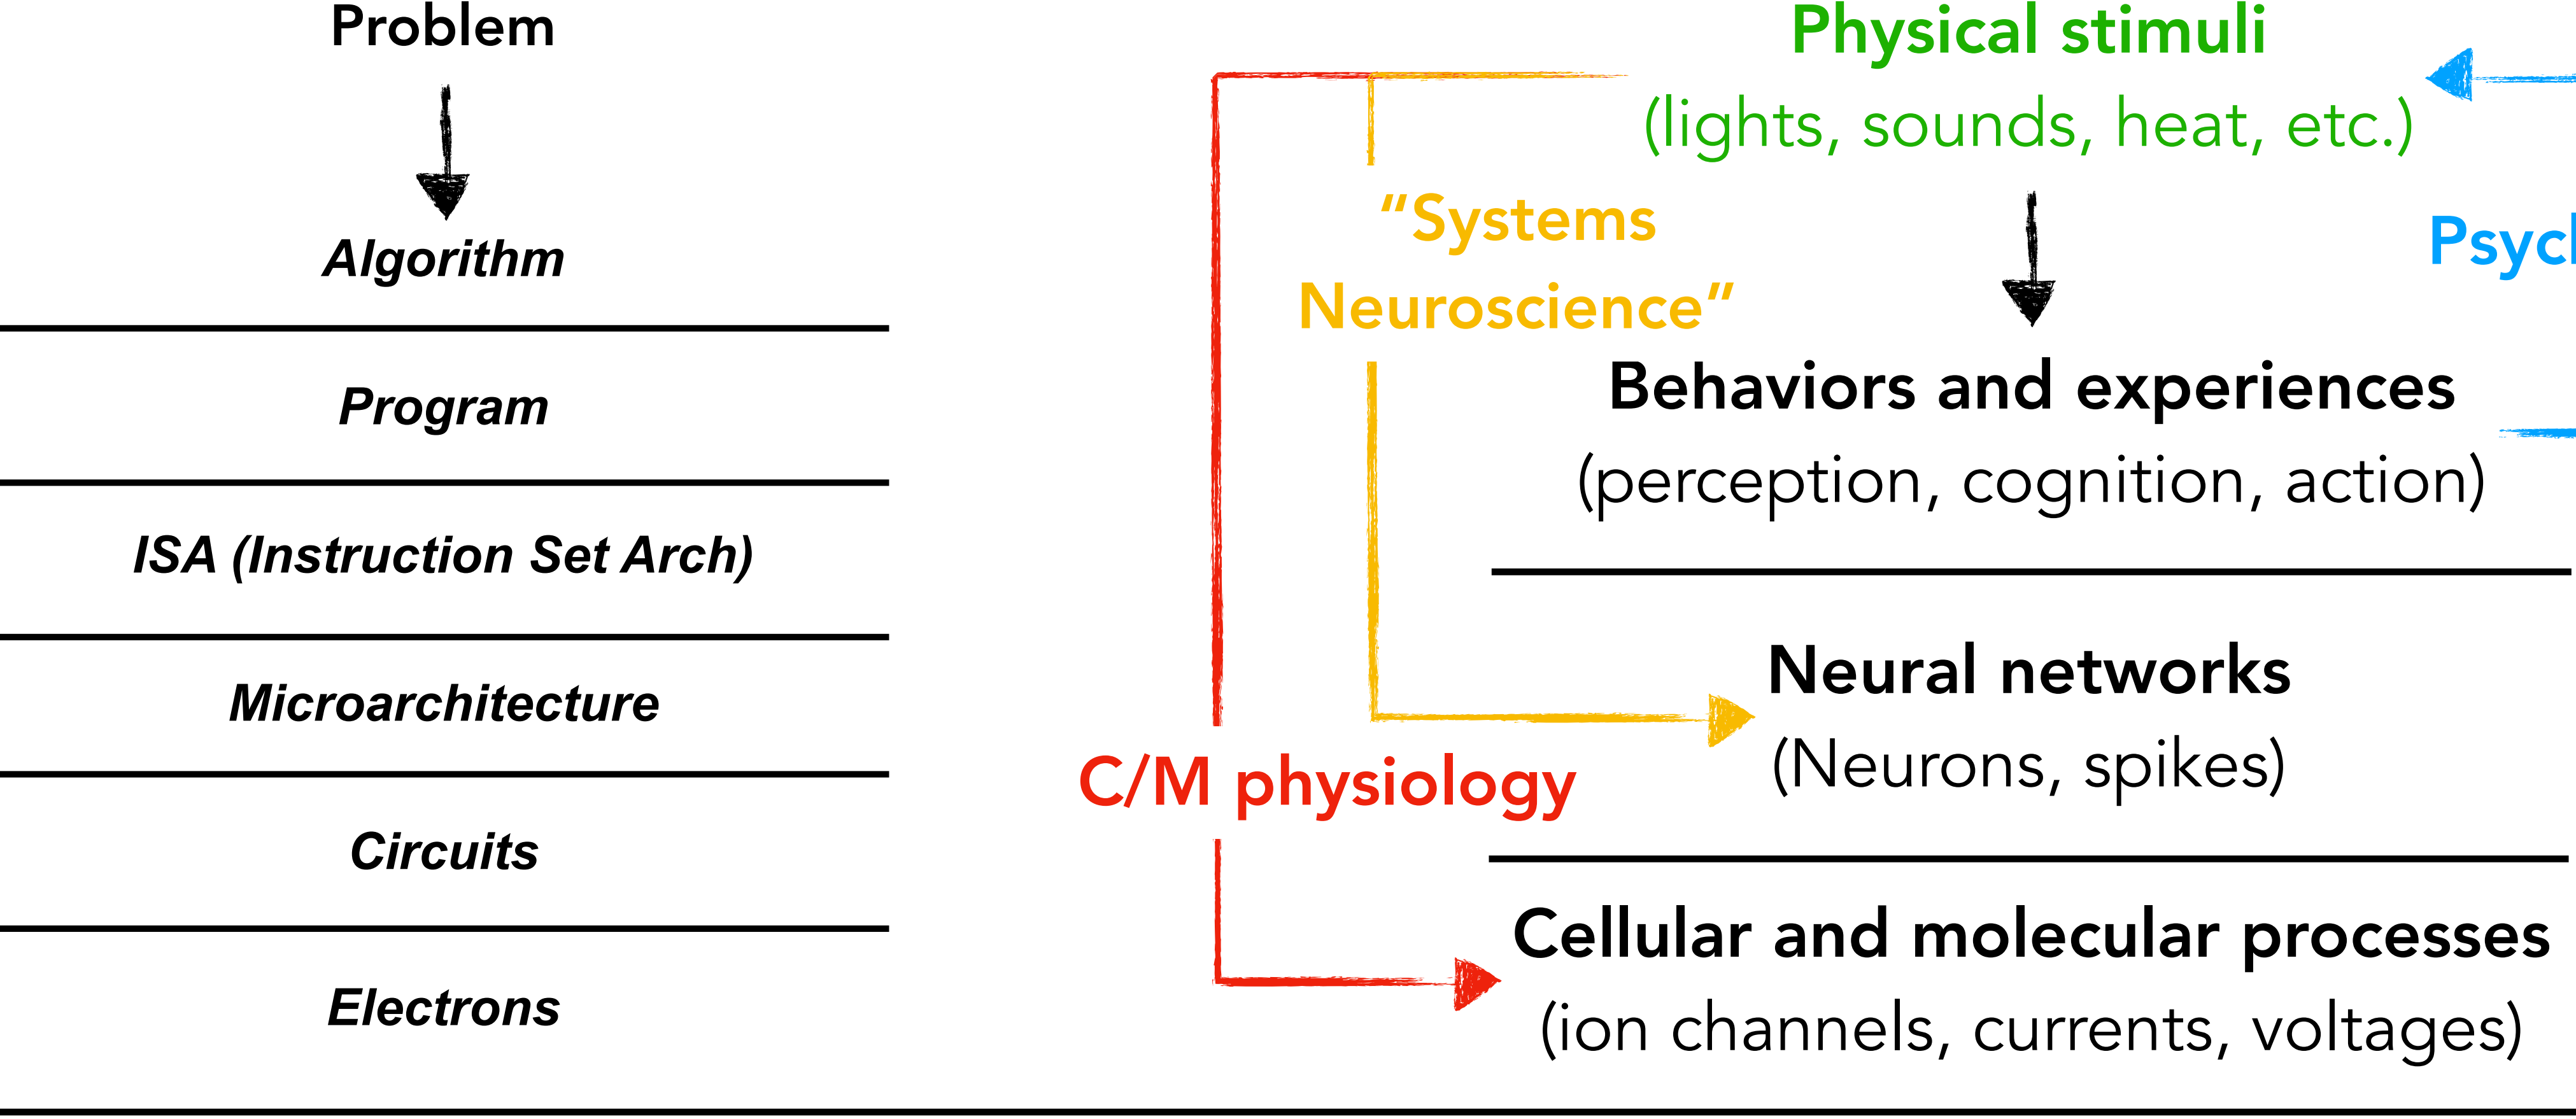 Problem
Algorithm
Program
ISA (Instruction Set Arch)
Microarchitecture
Circuits
Electrons
Physical stimuli
(lights, sounds, heat, etc.)
“Systems
Neuroscience”
Behaviors and experiences
(perception, cognition, action)
Neural networks
(Neurons, spikes)
C/M physiology
Cellular and molecular processes
(ion channels, currents, voltages)